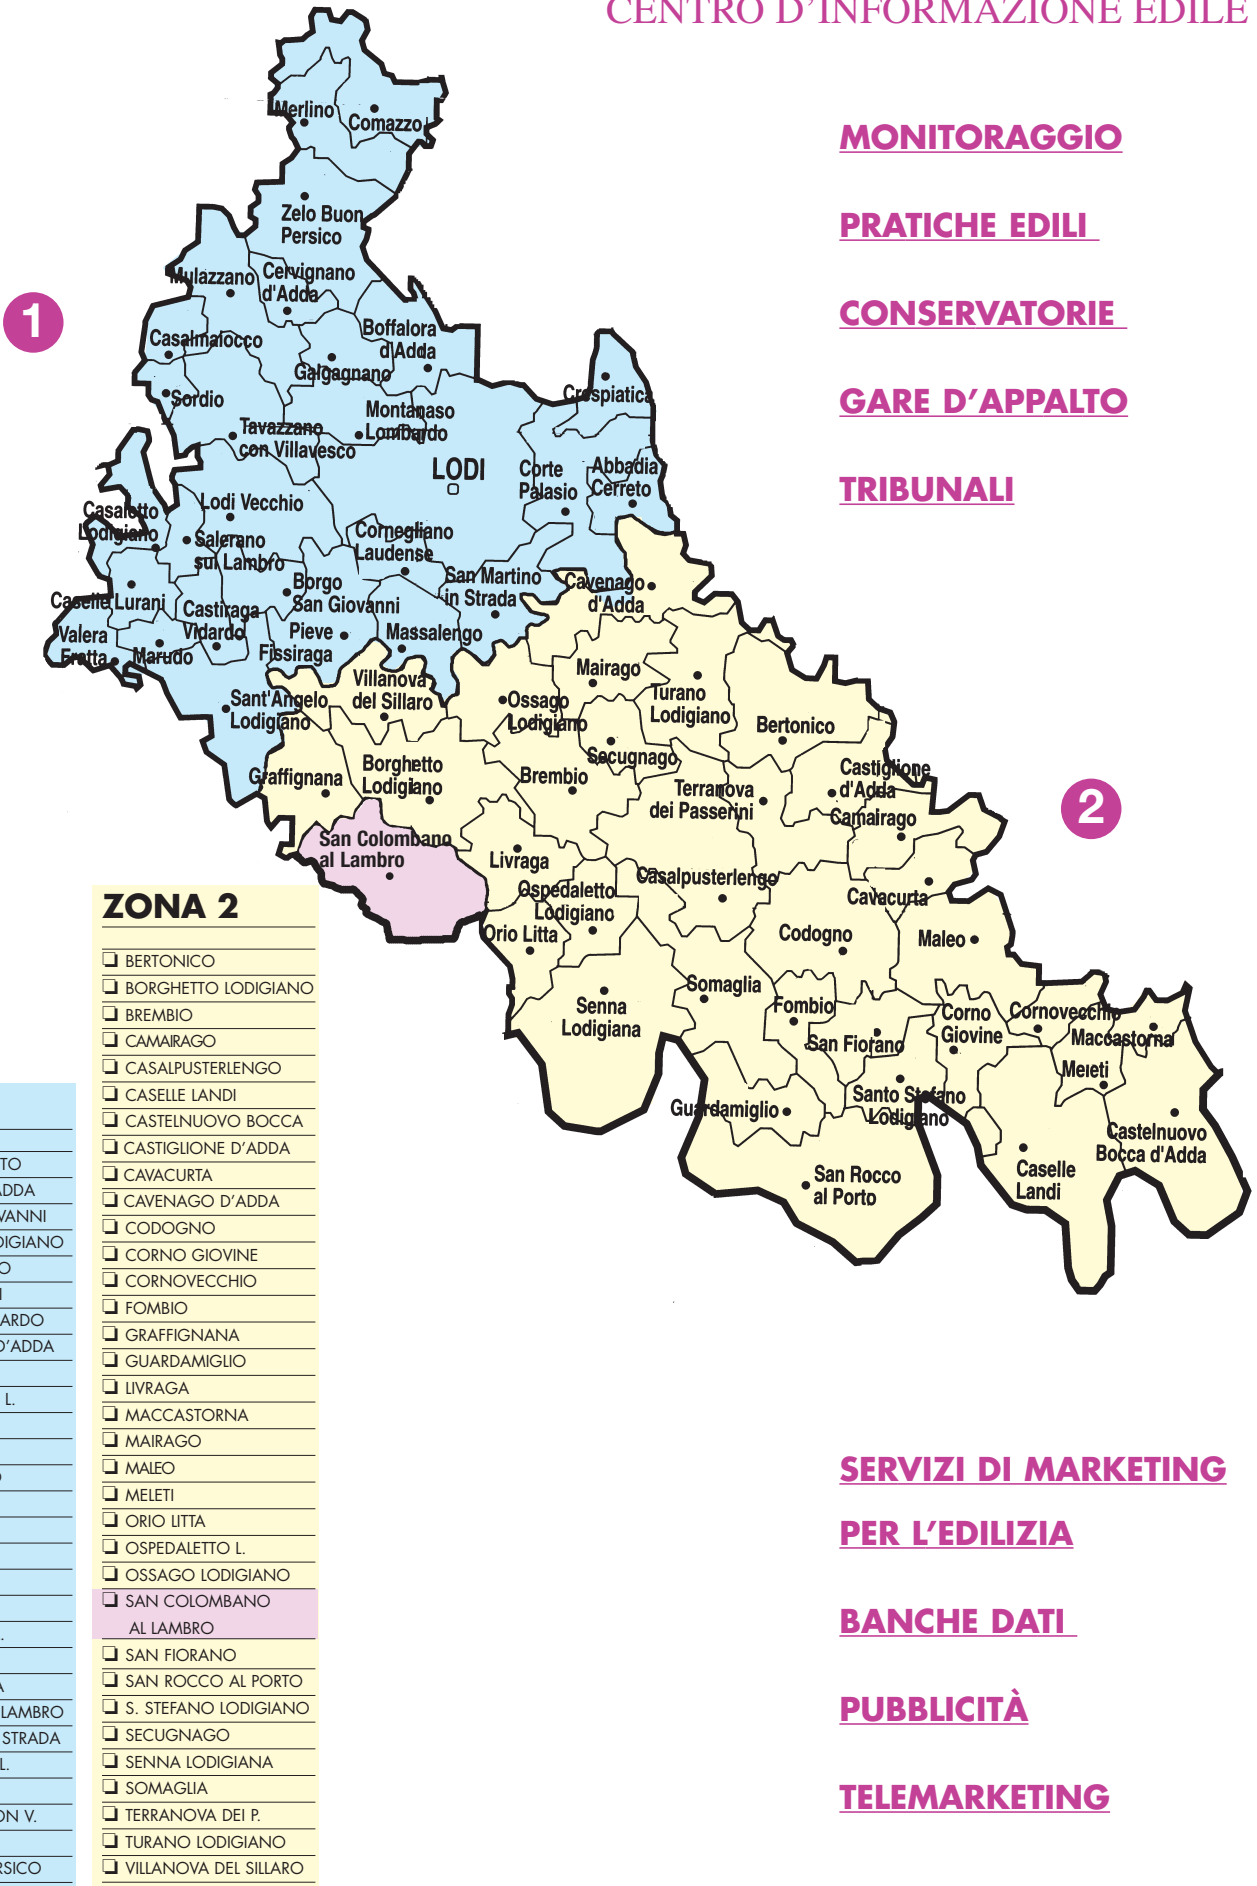 CENTRO D'INFORMAZIONE EDILE
MONITORAGGIO
PRATICHE EDILI
CONSERVATORIE
GARE D'APPALTO
TRIBUNALI
1
Merlino
Comazzo
Zelo Buon
Persico
Mulazzano
Cervignano
d'Adda
Casalmaiocco
Boffalora
d'Adda
Galgagnano
Sordio
Crespiatica
Montanaso
Lombardo
Tavazzano
con Villavesco
LODI
Corte
Palasio
Abbadia
Cerreto
Casaletto
Lodigiano
Lodi Vecchio
Salerano
sul Lambro
Cornegliano
Laudense
Borgo
San Giovanni
San Martino
in Strada
Cavenago
d'Adda
Caselle Lurani
Castiraga
Vidardo
Valera
Fratta
Marudo
Pieve
Fissiraga
Massalengo
Villanova
del Sillaro
Sant'Angelo
Lodigiano
Ossago
Lodigiano
Mairago
Turano
Lodigiano
Bertonico
Secugnago
Graffignana
Borghetto
Lodigiano
Brembio
Terranova
dei Passerini
Castiglione
d'Adda
Camairago
2
San Colombano
al Lambro
Livraga
Ospedaletto
Lodigiano
Casalpusterlengo
Cavacurta
Orio Litta
Codogno
Maleo
Senna
Lodigiana
Somaglia
Fombio
San Fiorano
Corno
Giovine
Cornovecchio
Maccastorna
Meleti
Guardamiglio
Santo Stefano
Lodigiano
Castelnuovo
Bocca d'Adda
Caselle
Landi
San Rocco
al Porto
TO
ADDA
VANNI
DIGIANO
O
I
ARDO
D'ADDA
L.
O
.
A
LAMBRO
STRADA
L.
ON V.
RSICO
ZONA 2
❑ BERTONICO
❑ BORGHETTO LODIGIANO
❑ BREMBIO
❑ CAMAIRAGO
❑ CASALPUSTERLENGO
❑ CASELLE LANDI
❑ CASTELNUOVO BOCCA
❑ CASTIGLIONE D'ADDA
❑ CAVACURTA
❑ CAVENAGO D'ADDA
❑ CODOGNO
❑ CORNO GIOVINE
❑ CORNOVECCHIO
❑ FOMBIO
❑ GRAFFIGNANA
❑ GUARDAMIGLIO
❑ LIVRAGA
❑ MACCASTORNA
❑ MAIRAGO
❑ MALEO
❑ MELETI
❑ ORIO LITTA
❑ OSPEDALETTO L.
❑ OSSAGO LODIGIANO
❑ SAN COLOMBANO
AL LAMBRO
❑ SAN FIORANO
❑ SAN ROCCO AL PORTO
❑ S. STEFANO LODIGIANO
❑ SECUGNAGO
❑ SENNA LODIGIANA
❑ SOMAGLIA
❑ TERRANOVA DEI P.
❑ TURANO LODIGIANO
❑ VILLANOVA DEL SILLARO
SERVIZI DI MARKETING
PER L'EDILIZIA
BANCHE DATI
PUBBLICITÀ
TELEMARKETING